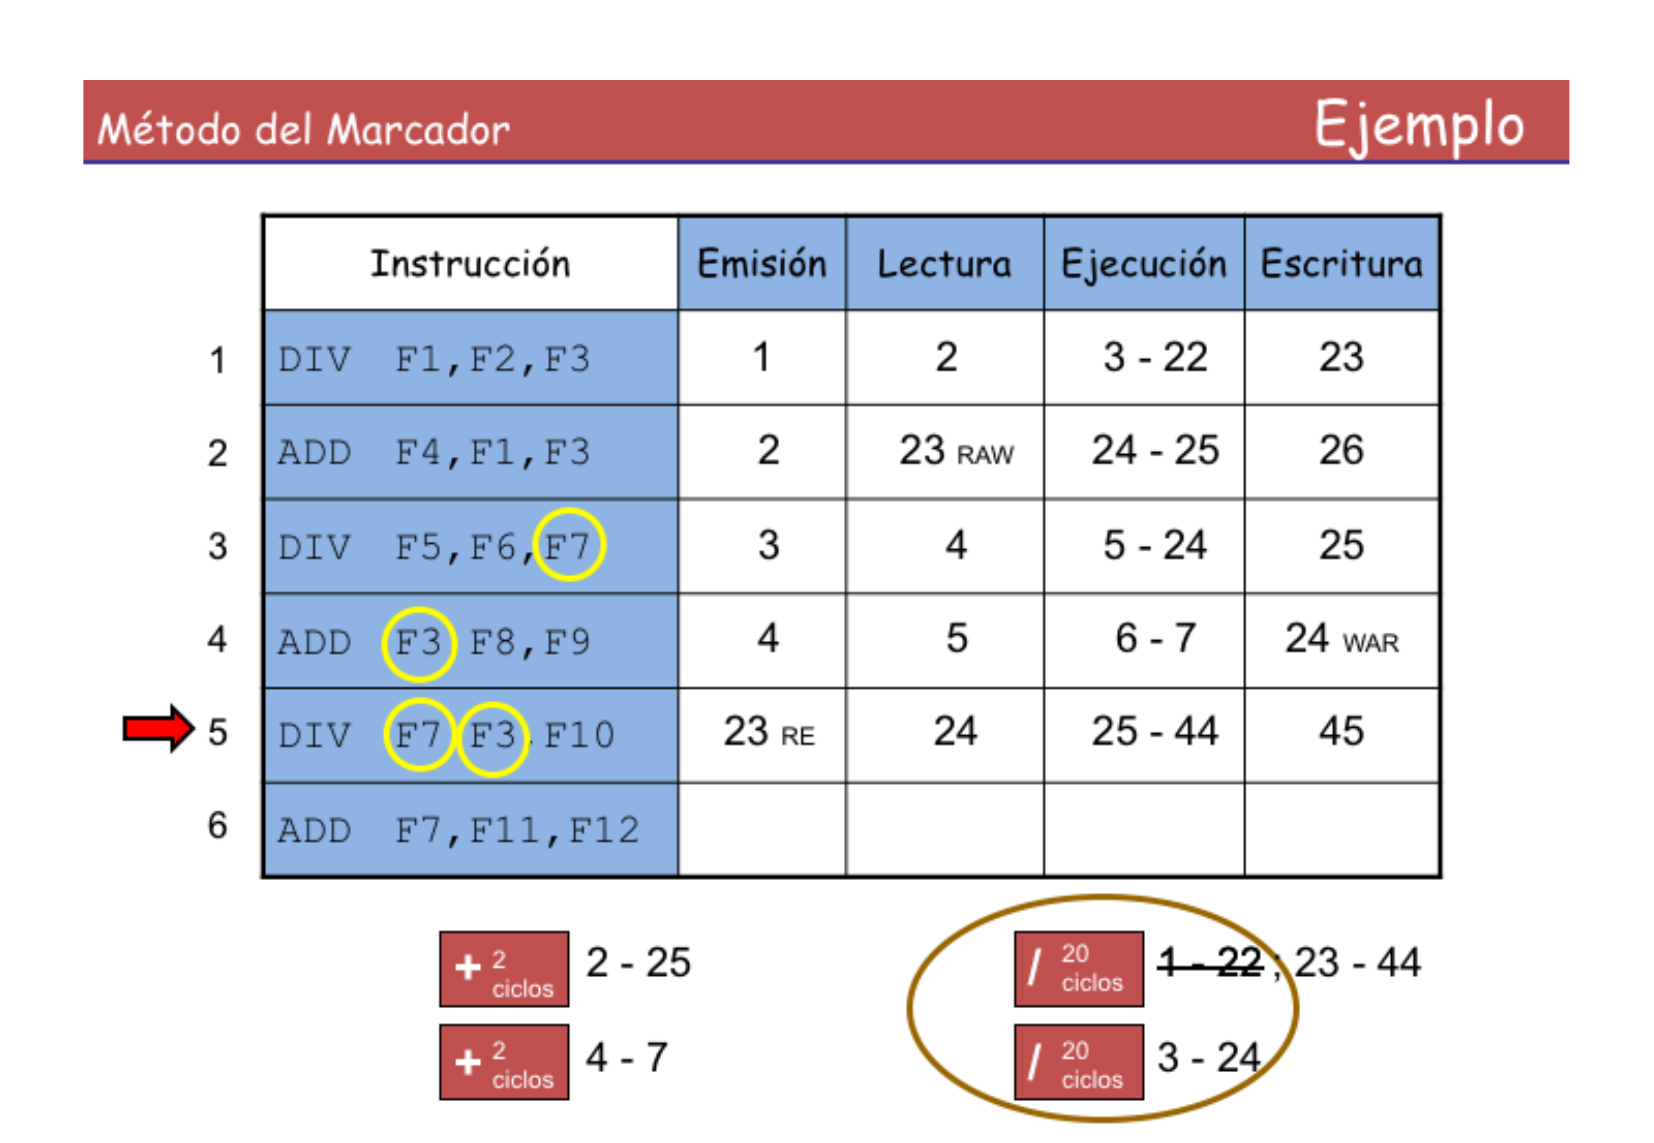 Método del Marcador Ejemplo
Instrucción Emisión Lectura Ejecución Escritura
1 DIV F1,F2,F3 1 2 3 - 22 23
2 ADD F4,F1,F3 2 23 RAW 24 - 25 26
3 DIV F5,F6,F7 3 4 5 - 24 25
4 ADD F3 F8,F9 4 5 6 - 7 24 WAR
5 DIV F7 F3 F10 23 RE 24 25 - 44 45
6 ADD F7,F11,F12
+ 2 ciclos 2 - 25 / 20 ciclos 1 - 22 ; 23 - 44
+ 2 ciclos 4 - 7 / 20 ciclos 3 - 24